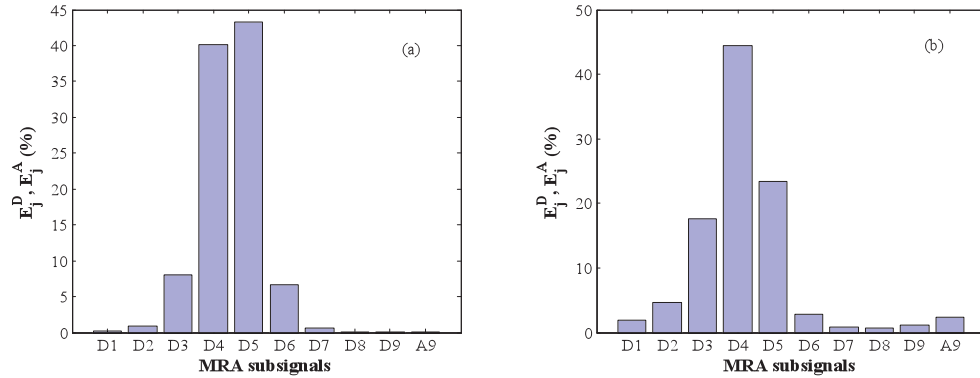 (a)
45
40
35
30
25
20
15
10
5
0
E_j^D, E_j^A (%)
D1 D2 D3 D4 D5 D6 D7 D8 D9 A9
MRA subsignals
(b)
50
40
30
20
10
0
E_j^D, E_j^A (%)
D1 D2 D3 D4 D5 D6 D7 D8 D9 A9
MRA subsignals